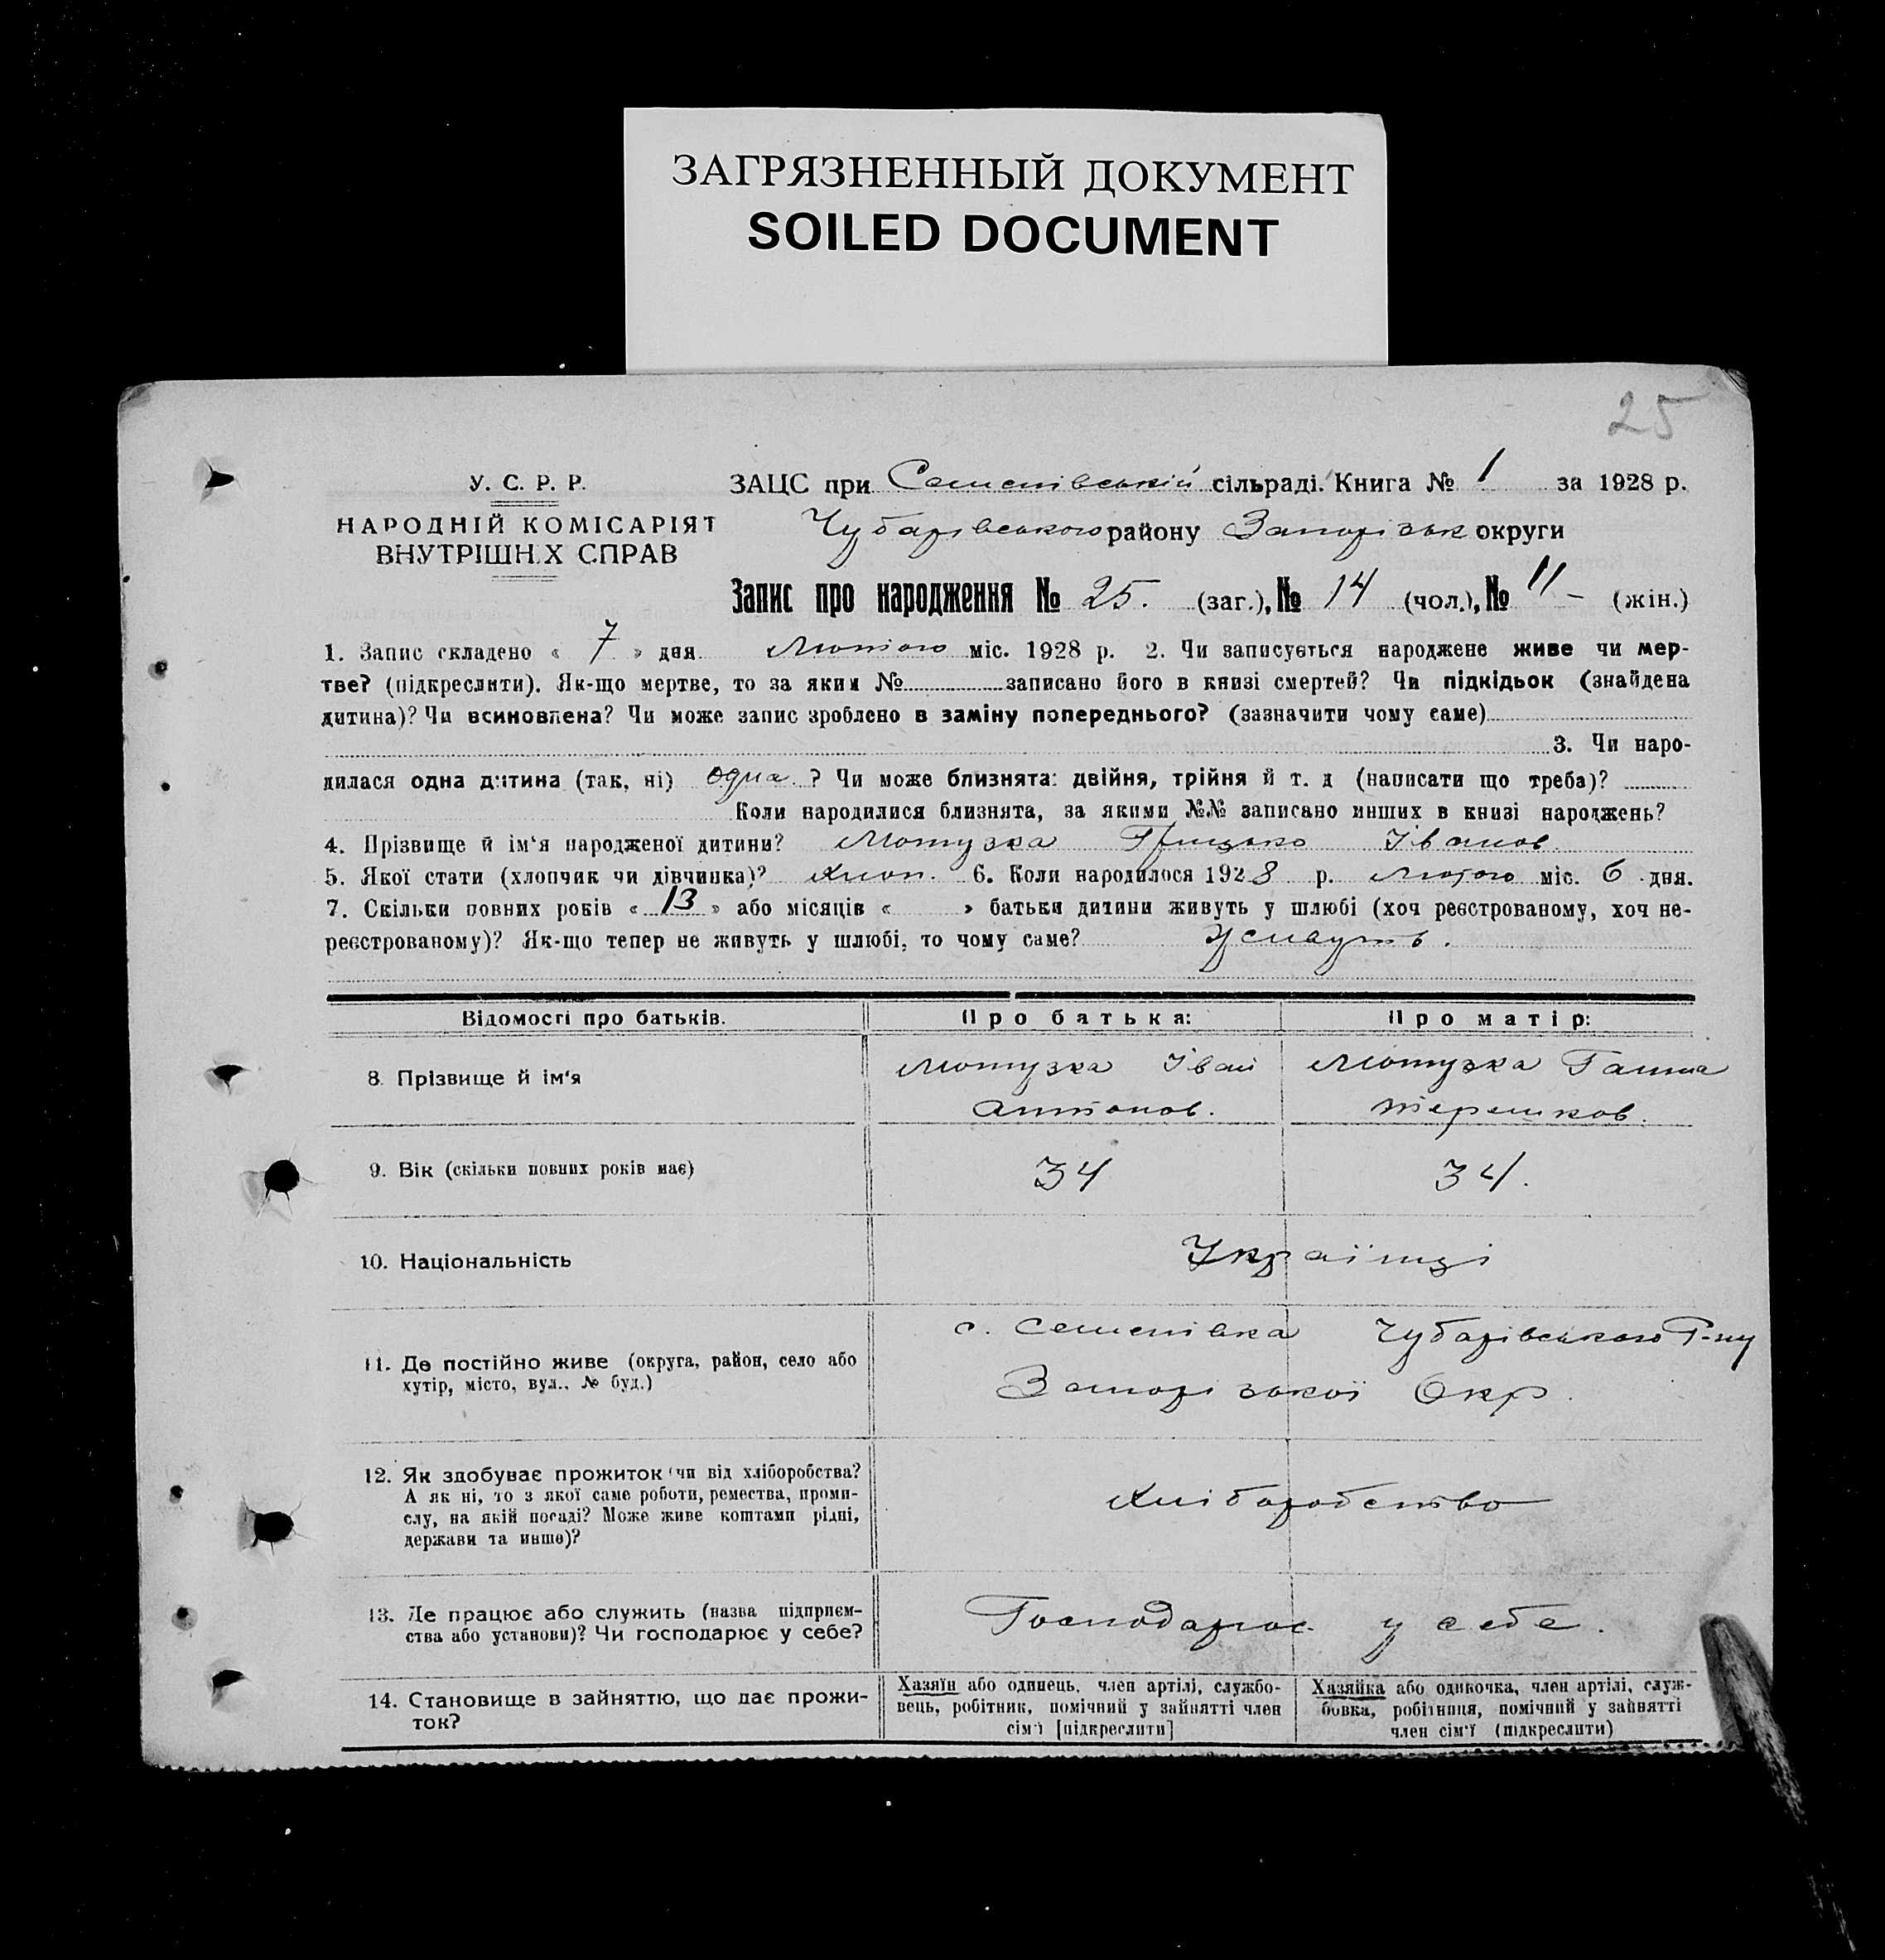 ЗАГРЯЗНЕННЫЙ ДОКУМЕНТ
SOILED DOCUMENT
25
У. С. Р. Р.
НАРОДНІЙ КОМІСАРІЯТ
ВНУТРІШН.Х СПРАВ
ЗАЦС при Семенівській сільраді. Книга № 1 за 1928 р.
Чубарівського району Запорізьк округи
Запис про народження № 25. (заг.), № 14 (чол.), № 11 – (жін.)
1. Запис складено « 7 » дня Лютого міс. 1928 р. 2. Чи записується народжене живе чи мер-
тве? (підкреслити). Як-що мертве, то за яким № записано його в книзі смертей? Чи підкідьок (знайдена
дитина)? Чи всиновлена? Чи може запис зроблено в заміну попереднього? (зазначити чому саме)
3. Чи наро-
дилася одна дитина (так, ні) одна ? Чи може близнята: двійня, трійня й т. д (написати що треба)?
Коли народилися близнята, за якими №№ записано инших в книзі народжень?
4. Прізвище й ім'я народженої дитини? Мотузка Грицько Іванов.
5. Якої стати (хлопчик чи дівчинка)? Хлоп. 6. Коли народилося 1928 р. Лютого міс. 6 дня.
7. Скільки повних років « 13 » або місяців « » батьки дитини живуть у шлюбі (хоч реєстрованому, хоч не-
реєстрованому)? Як-що тепер не живуть у шлюбі, то чому саме?
Відомості про батьків.
Про батька:
Про матір:
8. Прізвище й ім'я
Мотузка Іван
Антонов.
Мотузка Ганна
Терешков.
9. Вік (скільки повних років має)
34
34.
10. Національність
Українці
11. Де постійно живе (округа, район, село або
хутір, місто, вул., № буд.)
с. Семенівка Чубарівського Р-ну
Запорізької Окр.
12. Як здобуває прожиток (чи від хліборобства?
А як ні, то з якої саме роботи, ремества, проми-
слу, на якій посаді? Може живе коштами рідні,
держави та инше)?
Хліборобство
13. Де працює або служить (назва підприєм-
ства або установи)? Чи господарює у себе?
Господарює у себе.
14. Становище в зайняттю, що дає прожи-
ток?
Хазяїн або одинець, член артілі, службо-
вець, робітник, помічний у зайнятті член
сім'ї [підкреслити]
Хазяйка або одиночка, член артілі, служ-
бовка, робітниця, помічний у зайнятті
член сім'ї (підкреслити)